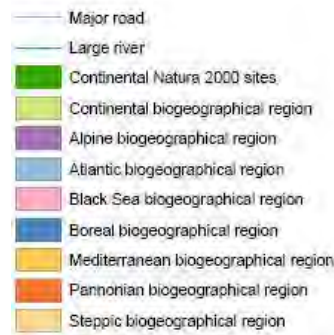 Major road
Large river
Continental Natura 2000 sites
Continental biogeographical region
Alpine biogeographical region
Atlantic biogeographical region
Black Sea biogeographical region
Boreal biogeographical region
Mediterranean biogeographical region
Pannonian biogeographical region
Steppic biogeographical region